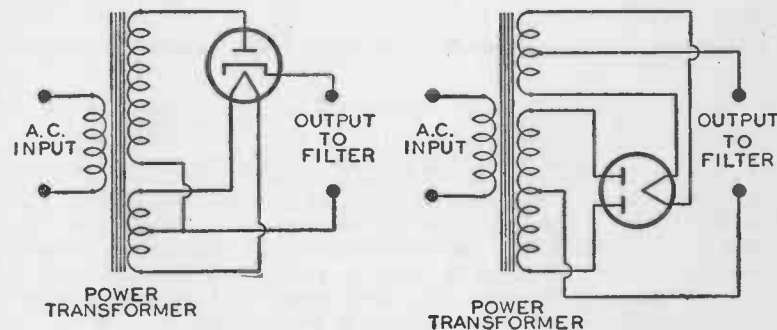 A.C.
INPUT
OUTPUT
TO
FILTER
POWER
TRANSFORMER
A.C.
INPUT
OUTPUT
TO
FILTER
POWER
TRANSFORMER